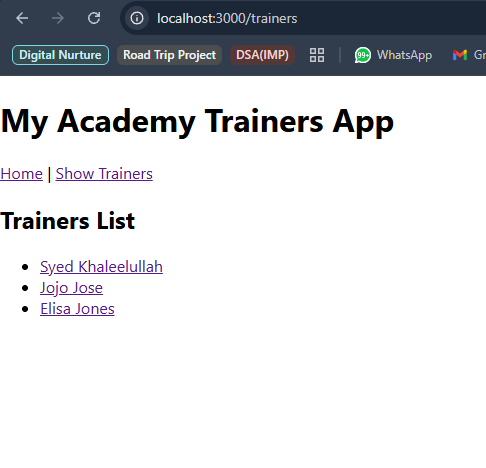 localhost:3000/trainers
Digital Nurture Road Trip Project DSA(IMP) 99+ WhatsApp
My Academy Trainers App
Home | Show Trainers
Trainers List
Syed Khaleelullah
Jojo Jose
Elisa Jones